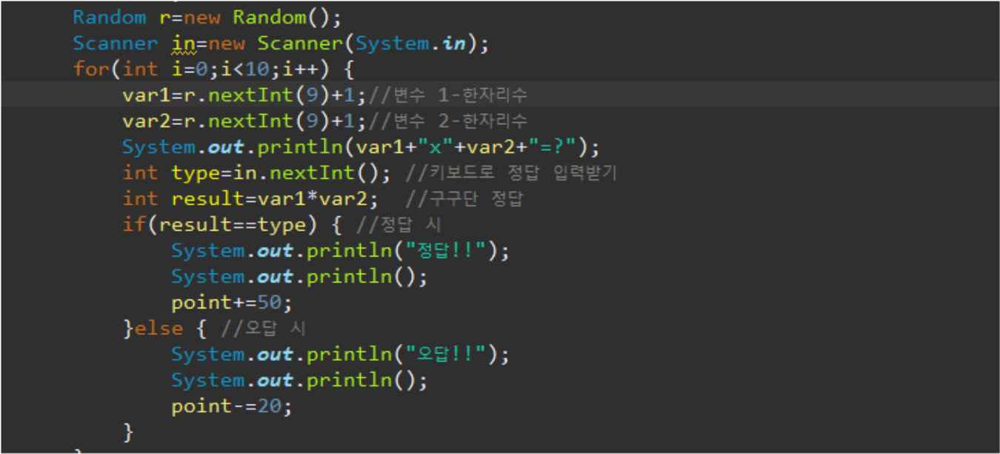 Random r=new Random();
Scanner in=new Scanner(System.in);
for(int i=0;i<10;i++) {
var1=r.nextInt(9)+1;//변수 1-한자리수
var2=r.nextInt(9)+1;//변수 2-한자리수
System.out.println(var1+"x"+var2+"=?");
int type=in.nextInt(); //키보드로 정답 입력받기
int result=var1*var2;  //구구단 정답
if(result==type) { //정답 시
System.out.println("정답!!");
System.out.println();
point+=50;
}else { //오답 시
System.out.println("오답!!");
System.out.println();
point-=20;
}